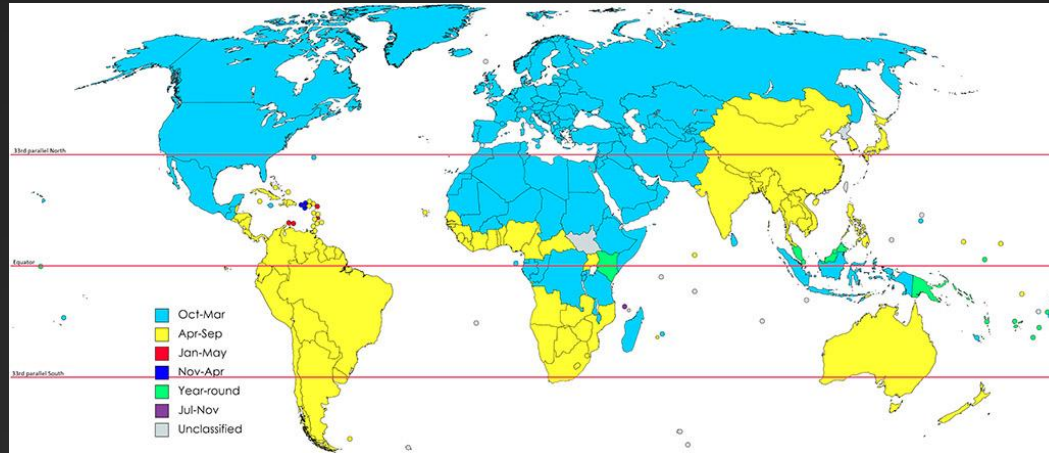 33rd parallel North
Equator
Oct-Mar
Apr-Sep
Jan-May
Nov-Apr
Year-round
Jul-Nov
Unclassified
33rd parallel South